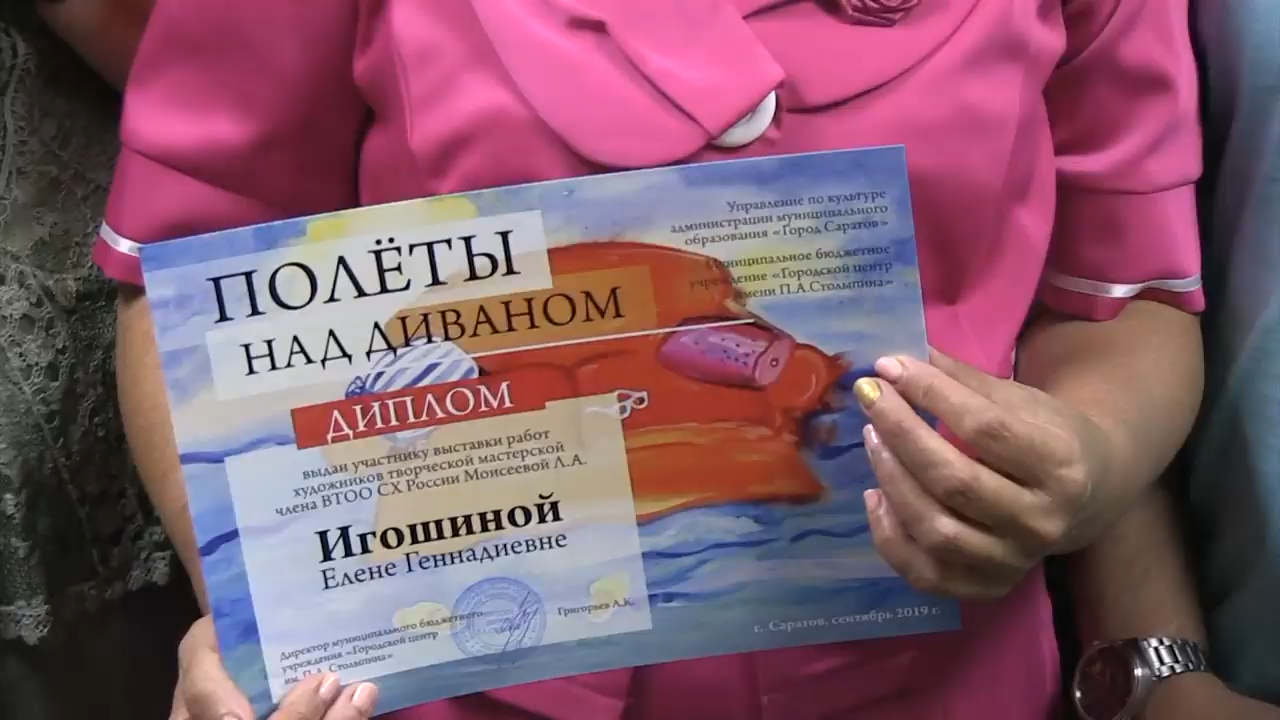 Управление по культуре
администрации муниципального
образования «Город Саратов»
Муниципальное бюджетное
учреждение «Городской центр
имени П.А.Столыпина»
ПОЛЁТЫ
НАД ДИВАНОМ
ДИПЛОМ
выдан участнику выставки работ
художников творческой мастерской
члена ВТОО СХ России Моисеевой Л.А.
Игошиной
Елене Геннадиевне
Директор муниципального бюджетного
учреждения «Городской центр
им. П.А. Столыпина»
Григорьев А.К.
г. Саратов, сентябрь 2019 г.